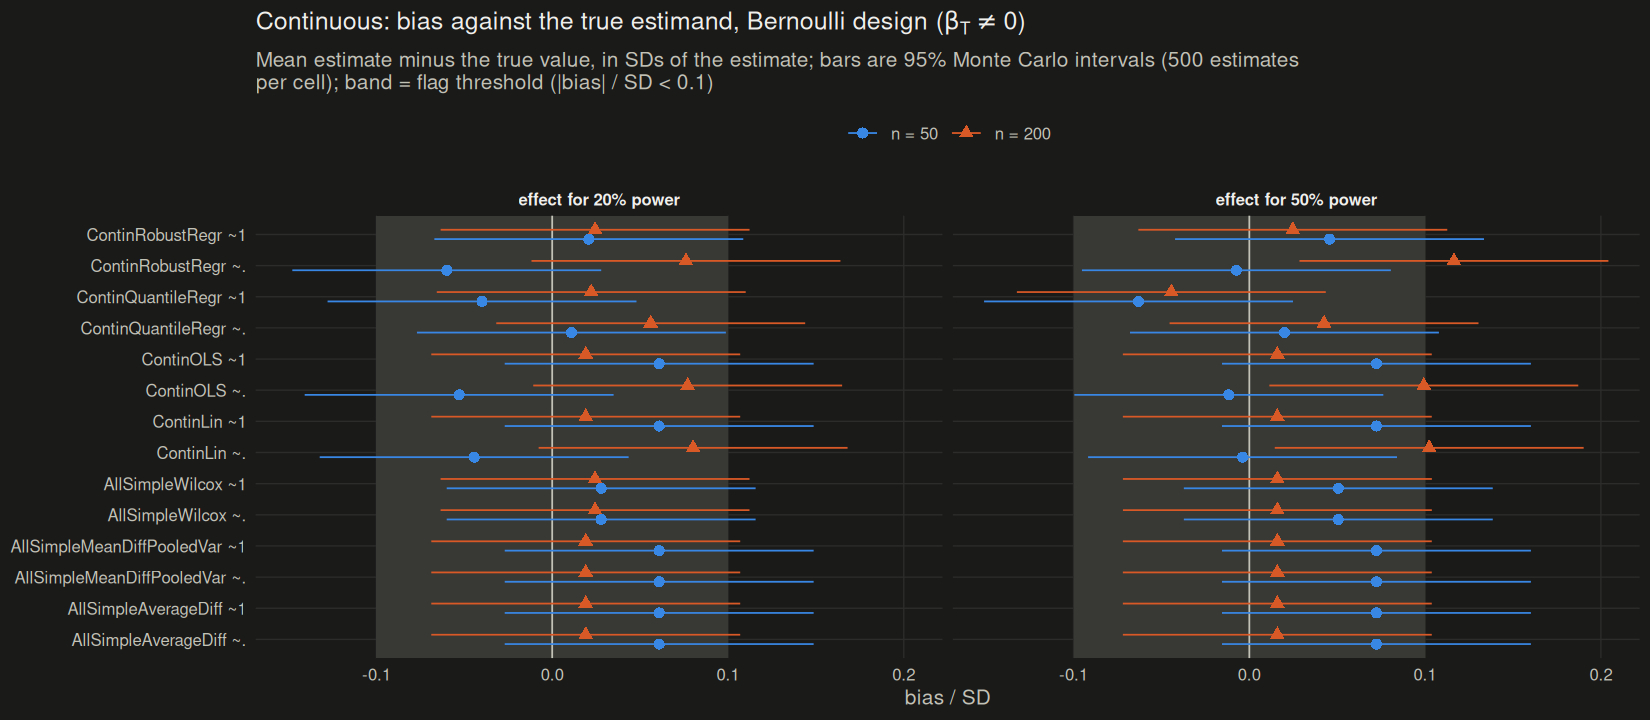 Continuous: bias against the true estimand, Bernoulli design (βT ≠ 0)
Mean estimate minus the true value, in SDs of the estimate; bars are 95% Monte Carlo intervals (500 estimates
per cell); band = flag threshold (|bias| / SD < 0.1)
n = 50 n = 200
effect for 20% power effect for 50% power
ContinRobustRegr ~1
ContinRobustRegr ~.
ContinQuantileRegr ~1
ContinQuantileRegr ~.
ContinOLS ~1
ContinOLS ~.
ContinLin ~1
ContinLin ~.
AllSimpleWilcox ~1
AllSimpleWilcox ~.
AllSimpleMeanDiffPooledVar ~1
AllSimpleMeanDiffPooledVar ~.
AllSimpleAverageDiff ~1
AllSimpleAverageDiff ~.
-0.1 0.0 0.1 0.2 -0.1 0.0 0.1 0.2
bias / SD